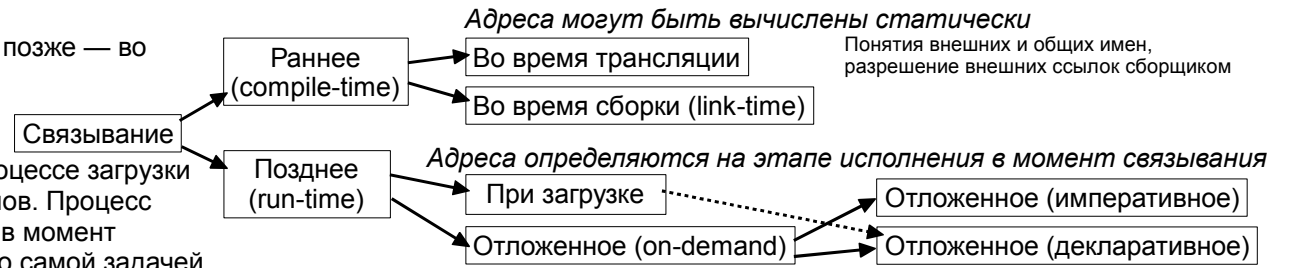 Адреса могут быть вычислены статически
позже — во
Раннее
(compile-time)
Во время трансляции
Понятия внешних и общих имен,
разрешение внешних ссылок сборщиком
Во время сборки (link-time)
Связывание
Адреса определяются на этапе исполнения в момент связывания
загрузки
Процесс
в момент
самой задачей
Позднее
(run-time)
При загрузке
Отложенное (императивное)
Отложенное (on-demand)
Отложенное (декларативное)